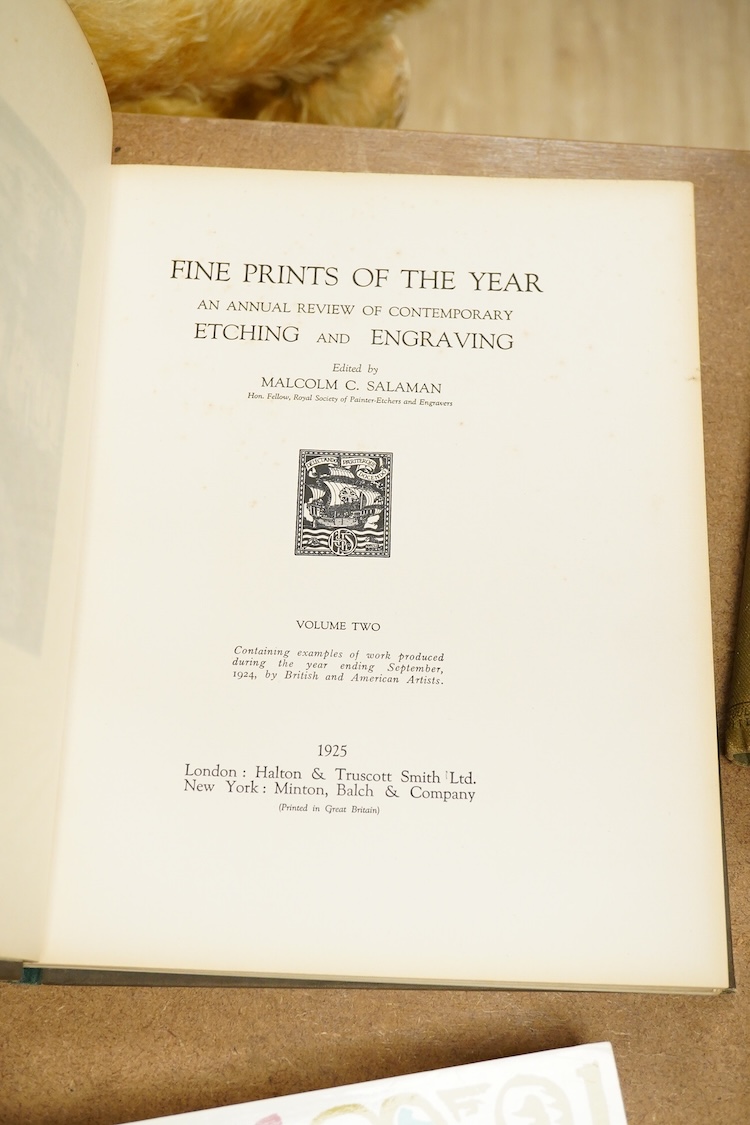 FINE PRINTS OF THE YEAR
AN ANNUAL REVIEW OF CONTEMPORARY
ETCHING AND ENGRAVING
Edited by
MALCOLM C. SALAMAN
Hon. Fellow, Royal Society of Painter-Etchers and Engravers
VOLUME TWO
Containing examples of work produced
during the year ending September,
1924, by British and American Artists.
1925
London : Halton & Truscott Smith Ltd.
New York : Minton, Balch & Company
(Printed in Great Britain)